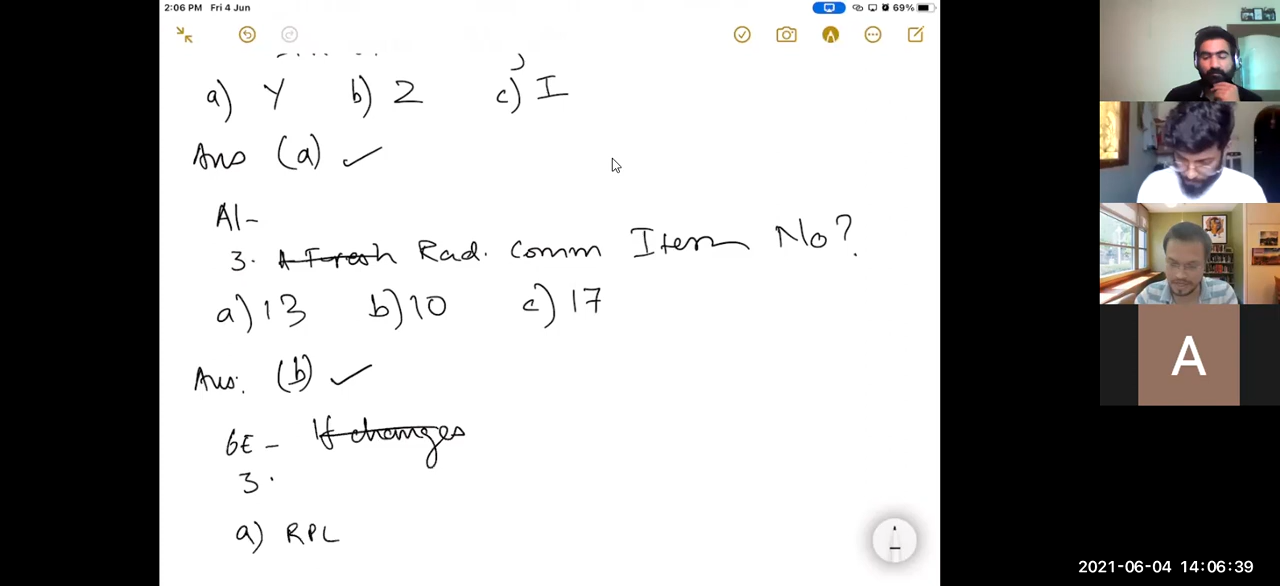 2:06 PM Fri 4 Jun 69%
a) Y b) 2 c) I
Ans (a) ✓
AI-
3. A Fresh Rad. Comm Item No?
a) 13 b) 10 c) 17
Ans. (b) ✓
6E - If changes
3.
a) RPL
A
2021-06-04 14:06:39